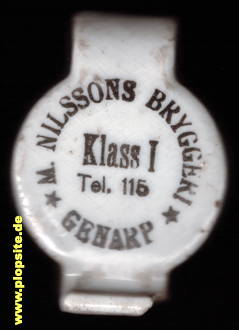 M. NILSSONS BRYGGERI
Klass I
Tel. 115
★ GENARP ★
www.plopsite.de